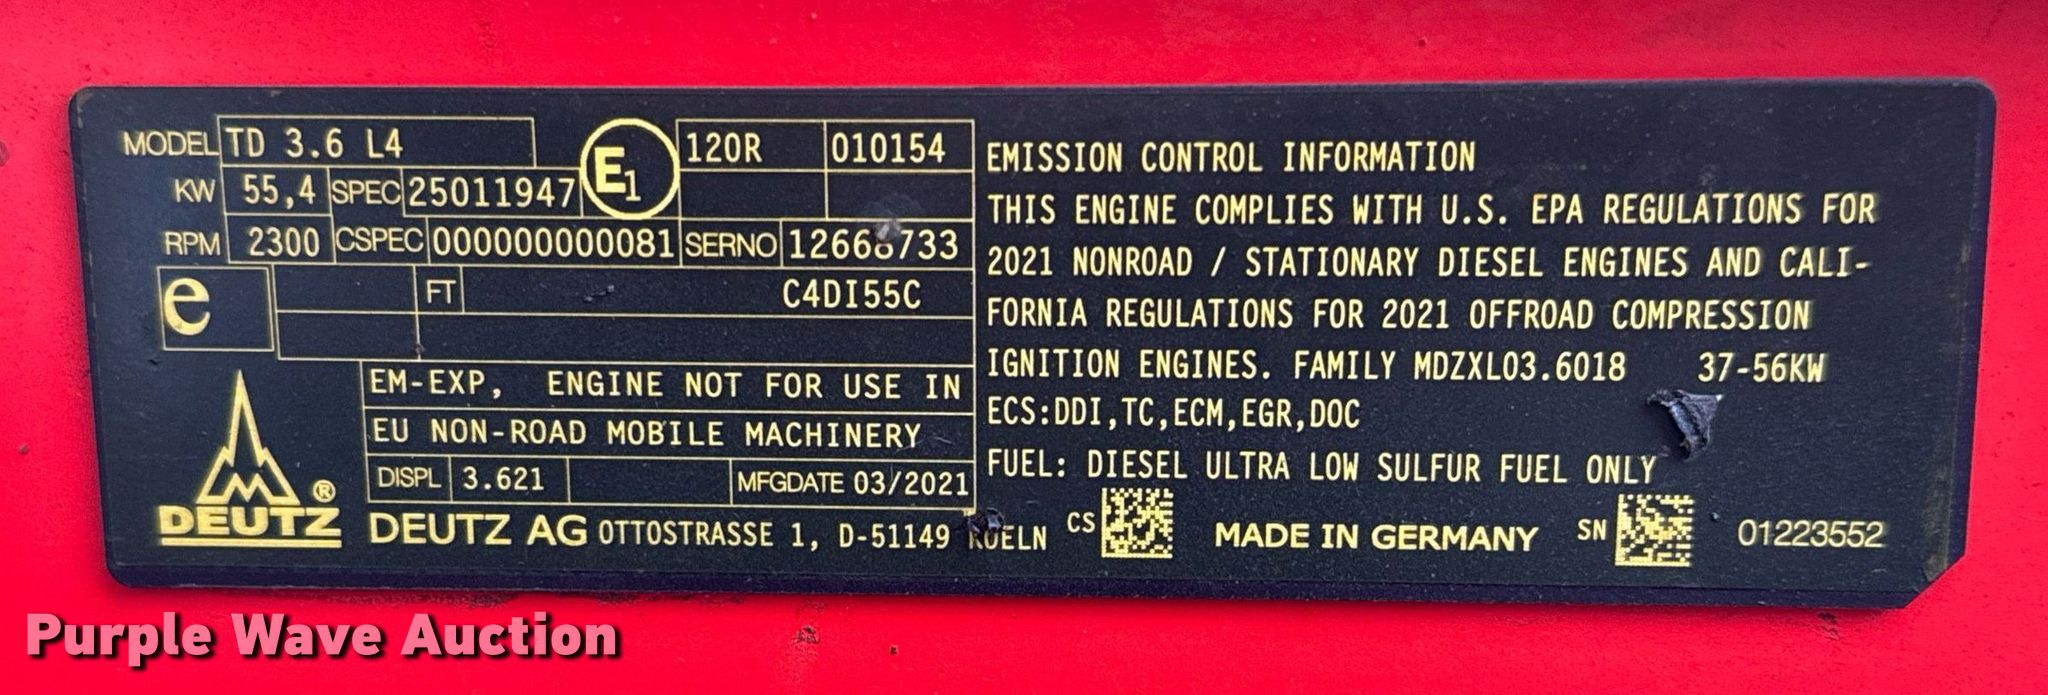 MODEL TD 3.6 L4
E1 120R 010154
KW 55,4 SPEC 25011947
RPM 2300 CSPEC 000000000081 SERNO 12668733
e FT C4DI55C
EM-EXP, ENGINE NOT FOR USE IN
EU NON-ROAD MOBILE MACHINERY
DISPL 3.621 MFGDATE 03/2021
DEUTZ®
DEUTZ AG OTTOSTRASSE 1, D-51149 KOELN
EMISSION CONTROL INFORMATION
THIS ENGINE COMPLIES WITH U.S. EPA REGULATIONS FOR
2021 NONROAD / STATIONARY DIESEL ENGINES AND CALI-
FORNIA REGULATIONS FOR 2021 OFFROAD COMPRESSION
IGNITION ENGINES. FAMILY MDZXL03.6018 37-56KW
ECS:DDI,TC,ECM,EGR,DOC
FUEL: DIESEL ULTRA LOW SULFUR FUEL ONLY
CS MADE IN GERMANY SN 01223552
Purple Wave Auction